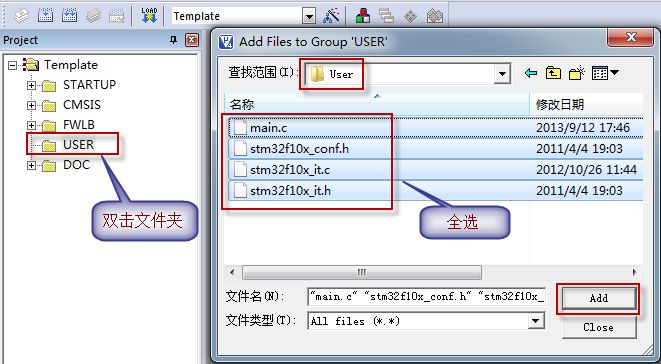 LOAD
Template
Project
Template
STARTUP
CMSIS
FWLB
USER
DOC
双击文件夹
Add Files to Group 'USER'
查找范围(I):
User
名称
修改日期
main.c
2013/9/12 17:46
stm32f10x_conf.h
2011/4/4 19:03
stm32f10x_it.c
2012/10/26 11:44
stm32f10x_it.h
2011/4/4 19:03
全选
文件名(N):
"main.c" "stm32f10x_conf.h" "stm32f10x_
Add
文件类型(T):
All files (*.*)
Close